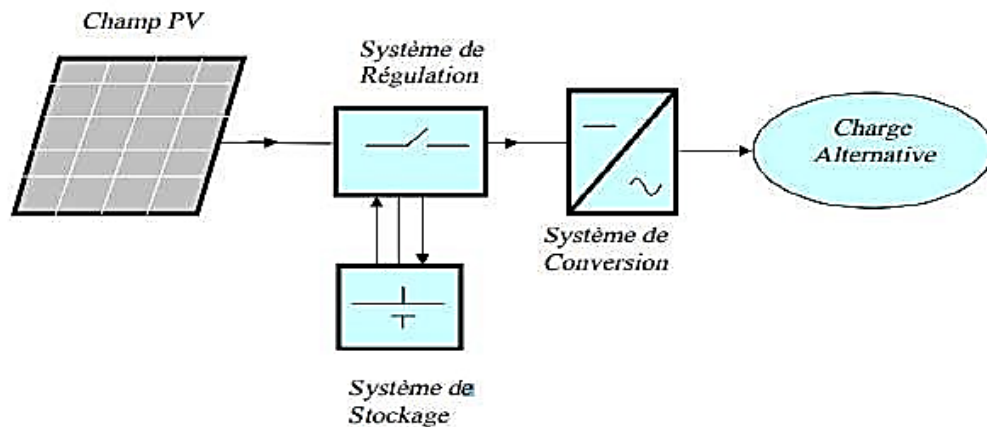 Champ PV
Système de
Régulation
Charge
Alternative
Système de
Conversion
Système de
Stockage